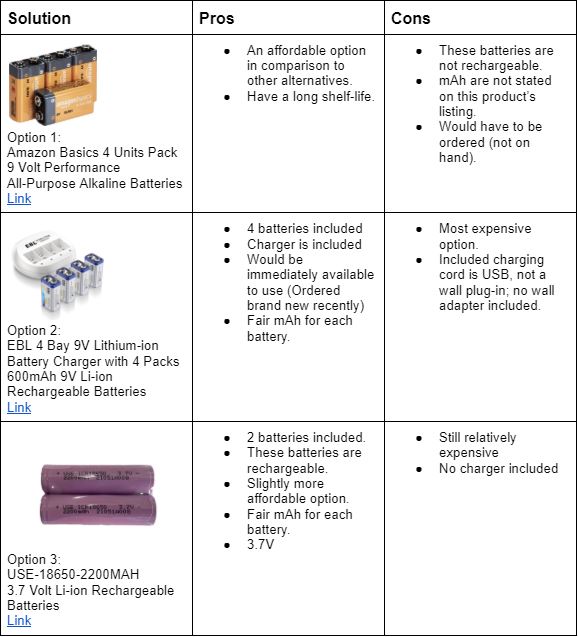 Solution
Pros
Cons
amazonbasics
Option 1:
Amazon Basics 4 Units Pack
9 Volt Performance
All-Purpose Alkaline Batteries
Link
An affordable option
in comparison to
other alternatives.
Have a long shelf-life.
These batteries are
not rechargeable.
mAh are not stated
on this product's
listing.
Would have to be
ordered (not on
hand).
EBL
Option 2:
EBL 4 Bay 9V Lithium-ion
Battery Charger with 4 Packs
600mAh 9V Li-ion
Rechargeable Batteries
Link
4 batteries included
Charger is included
Would be
immediately available
to use (Ordered
brand new recently)
Fair mAh for each
battery.
Most expensive
option.
Included charging
cord is USB, not a
wall plug-in; no wall
adapter included.
+ USE ICR18650 3.7V -
2200mAh 21051A008
+ USE ICR18650 3.7V -
2200mAh 21051A008
Option 3:
USE-18650-2200MAH
3.7 Volt Li-ion Rechargeable
Batteries
Link
2 batteries included.
These batteries are
rechargeable.
Slightly more
affordable option.
Fair mAh for each
battery.
3.7V
Still relatively
expensive
No charger included